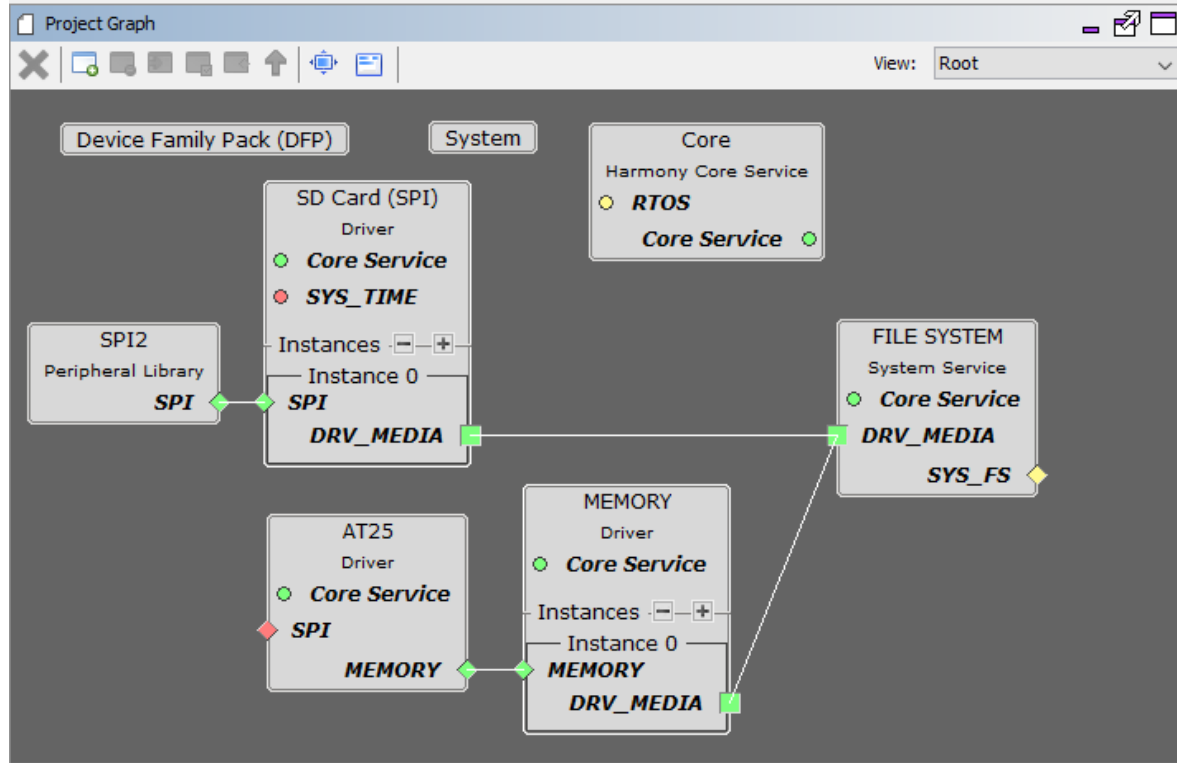 Project Graph
View: Root
Device Family Pack (DFP)
System
Core
Harmony Core Service
RTOS
Core Service
SD Card (SPI)
Driver
Core Service
SYS_TIME
Instances
Instance 0
SPI
DRV_MEDIA
SPI2
Peripheral Library
SPI
FILE SYSTEM
System Service
Core Service
DRV_MEDIA
SYS_FS
AT25
Driver
Core Service
SPI
MEMORY
MEMORY
Driver
Core Service
Instances
Instance 0
MEMORY
DRV_MEDIA